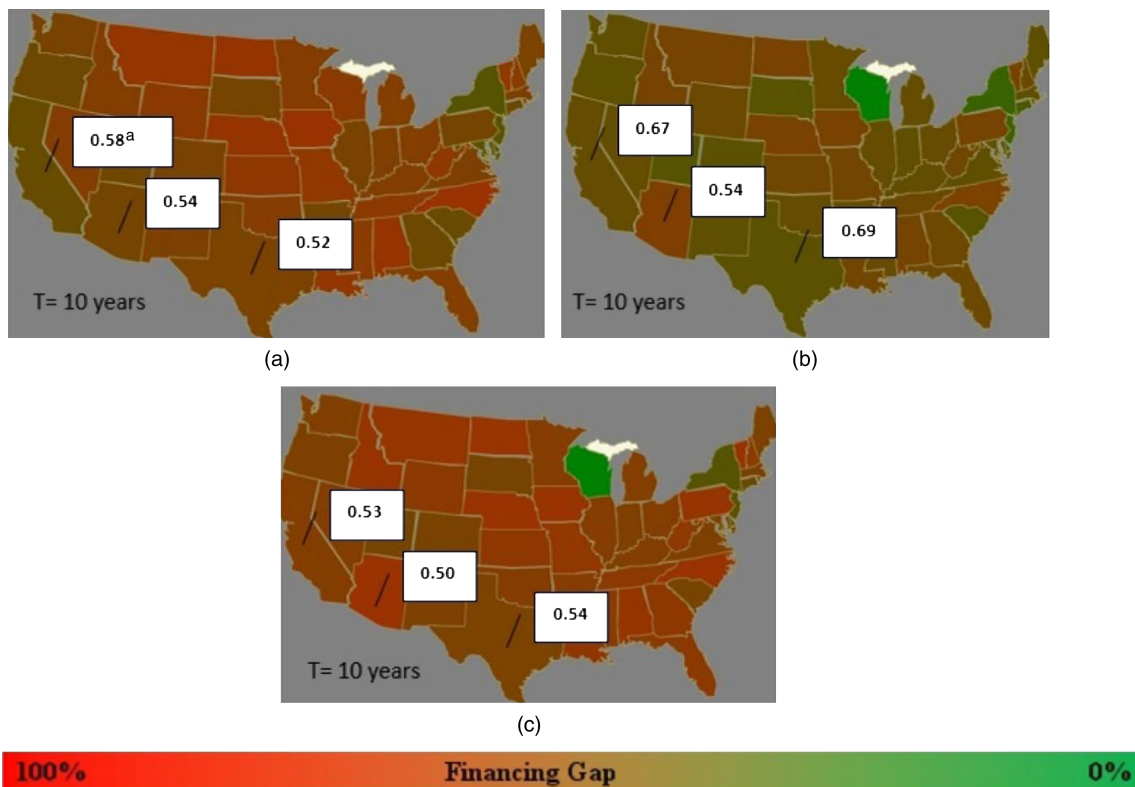 0.58a
0.54
0.52
T= 10 years
(a)
0.67
0.54
0.69
T= 10 years
(b)
0.53
0.50
0.54
T= 10 years
(c)
100% Financing Gap 0%